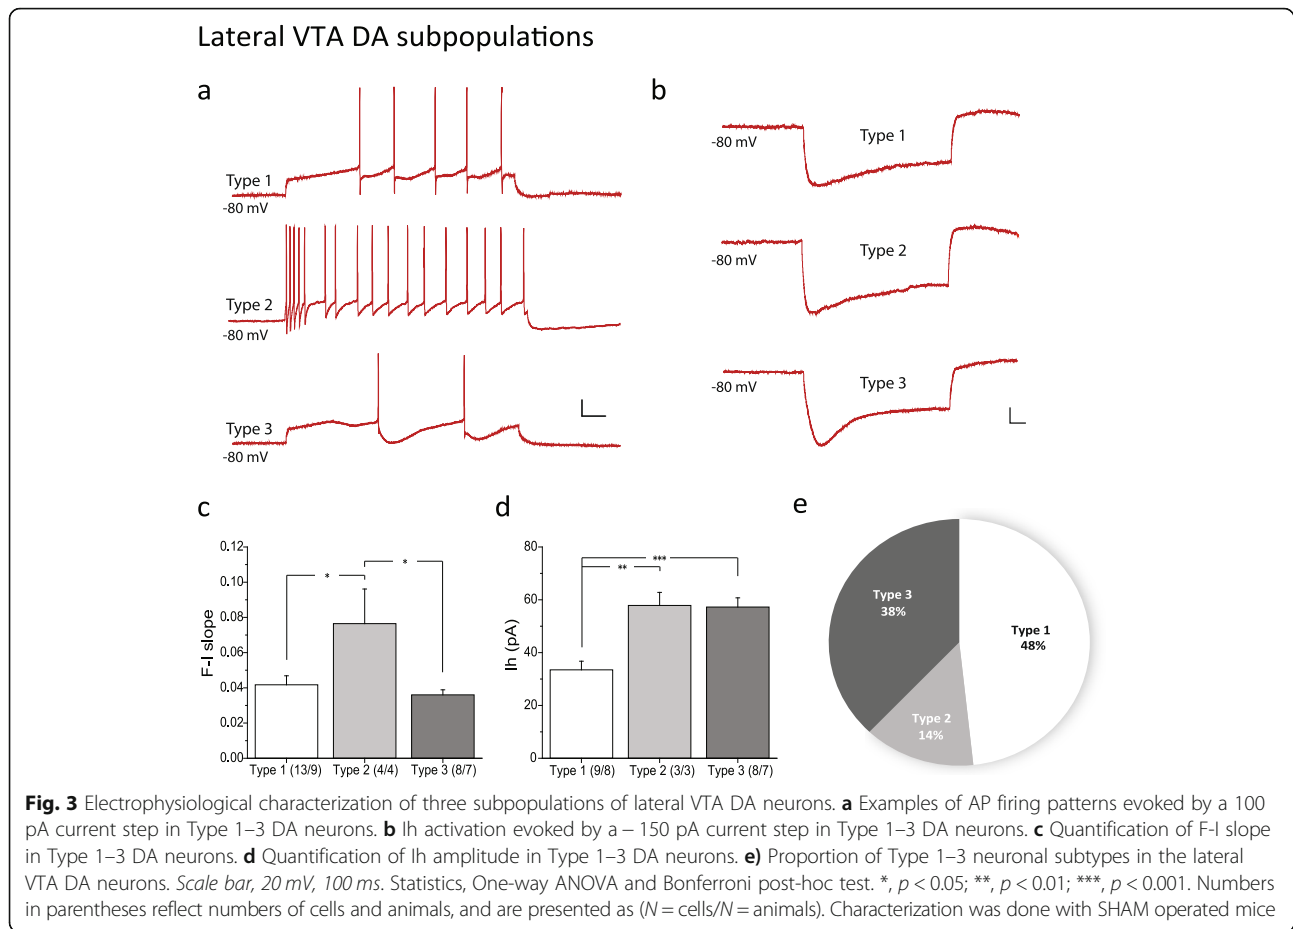 Lateral VTA DA subpopulations
a
Type 1
-80 mV
Type 2
-80 mV
Type 3
-80 mV
b
-80 mV
Type 1
-80 mV
Type 2
-80 mV
Type 3
c
F-I slope
0.12
0.10
0.08
0.06
0.04
0.02
0.00
*
*
Type 1 (13/9)
Type 2 (4/4)
Type 3 (8/7)
d
Ih (pA)
80
60
40
20
0
***
**
Type 1 (9/8)
Type 2 (3/3)
Type 3 (8/7)
e
Type 3
38%
Type 1
48%
Type 2
14%
Fig. 3 Electrophysiological characterization of three subpopulations of lateral VTA DA neurons. a Examples of AP firing patterns evoked by a 100
pA current step in Type 1–3 DA neurons. b Ih activation evoked by a − 150 pA current step in Type 1–3 DA neurons. c Quantification of F-I slope
in Type 1–3 DA neurons. d Quantification of Ih amplitude in Type 1–3 DA neurons. e) Proportion of Type 1–3 neuronal subtypes in the lateral
VTA DA neurons. Scale bar, 20 mV, 100 ms. Statistics, One-way ANOVA and Bonferroni post-hoc test. *, p < 0.05; **, p < 0.01; ***, p < 0.001. Numbers
in parentheses reflect numbers of cells and animals, and are presented as (N = cells/N = animals). Characterization was done with SHAM operated mice